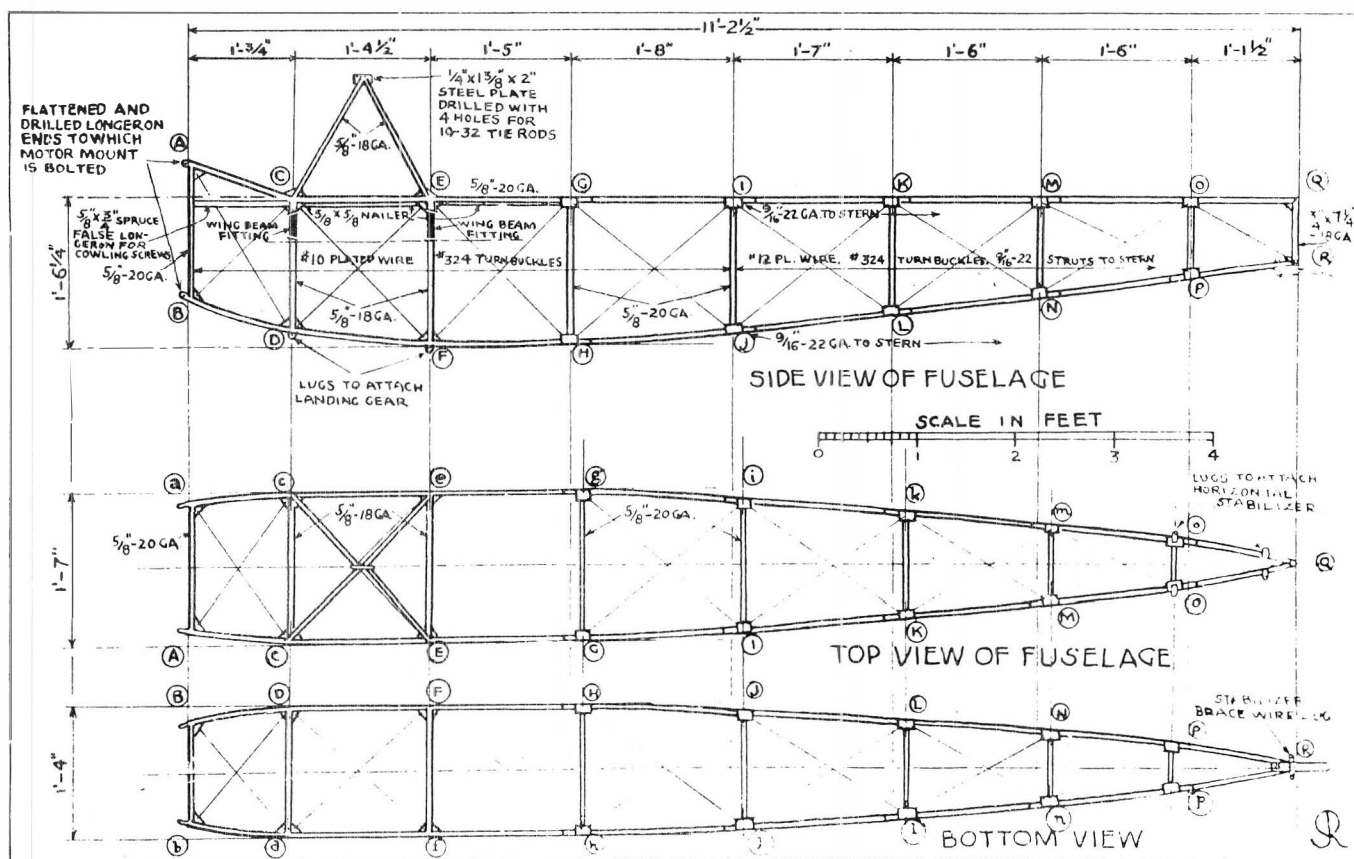 11'-2½"
1'-¾"
1'-4½"
1'-5"
1'-8"
1'-7"
1'-6"
1'-6"
1'-1½"
¼"x1⅜"x2"
STEEL PLATE
DRILLED WITH
4 HOLES FOR
10-32 TIE RODS
FLATTENED AND
DRILLED LONGERON
ENDS TO WHICH
MOTOR MOUNT
IS BOLTED
5/8"-18GA.
A
C
E
5/8"-20GA.
G
I
K
M
O
Q
1'-6¼"
5/8"x¾" SPRUCE
FALSE LON-
GERON FOR
COWLING SCREWS
5/8"-20GA.
WING BEAM
FITTING
5/8x5/8 NAILER
WING BEAM
FITTING
9/16"-22 GA. TO STERN
-18GA
R
#10 PLATED WIRE
#324 TURNBUCKLES
#12 PL. WIRE. #324 TURNBUCKLES. 9/16"-22 STRUTS TO STERN
B
5/8"-18GA.
5/8"-20GA.
P
N
L
D
F
H
J
9/16-22 GA. TO STERN
LUGS TO ATTACH
LANDING GEAR
SIDE VIEW OF FUSELAGE
SCALE IN FEET
0
1
2
3
4
LUGS TO ATTACH
HORIZONTAL
STABILIZER
a
c
e
g
i
k
m
o
5/8"-18GA.
5/8"-20GA.
5/8"-20GA"
1'-7"
Q
A
C
E
G
I
K
M
O
TOP VIEW OF FUSELAGE
B
D
F
H
J
L
N
P
R
STABILIZER
BRACE WIRE LUG
1'-4"
b
d
f
h
j
l
n
p
BOTTOM VIEW